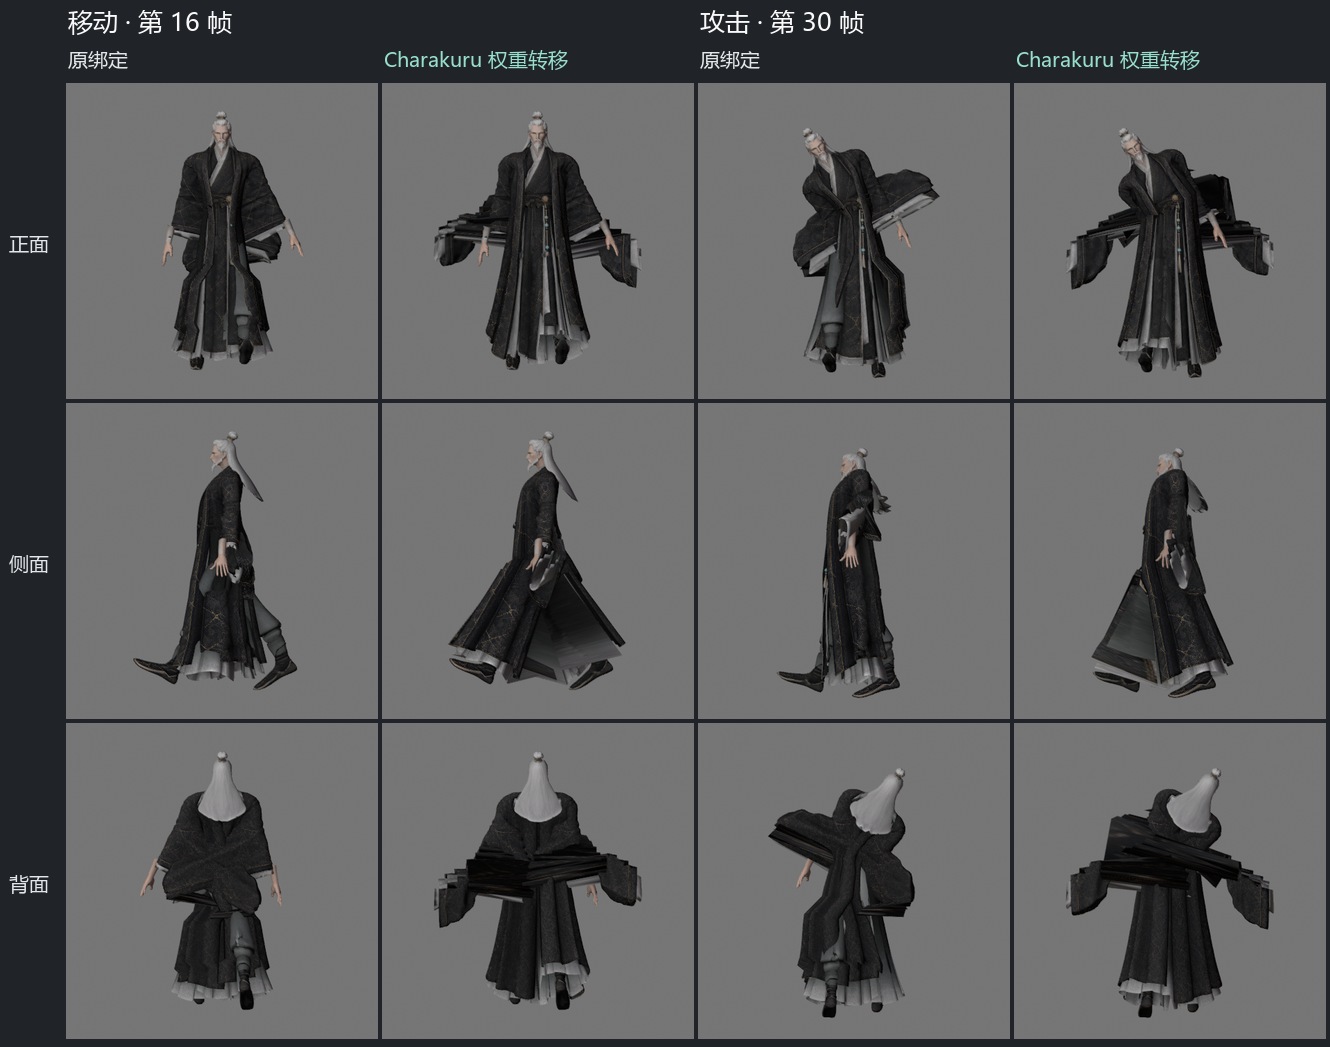 移动 · 第 16 帧
攻击 · 第 30 帧
原绑定
Charakuru 权重转移
原绑定
Charakuru 权重转移
正面
侧面
背面